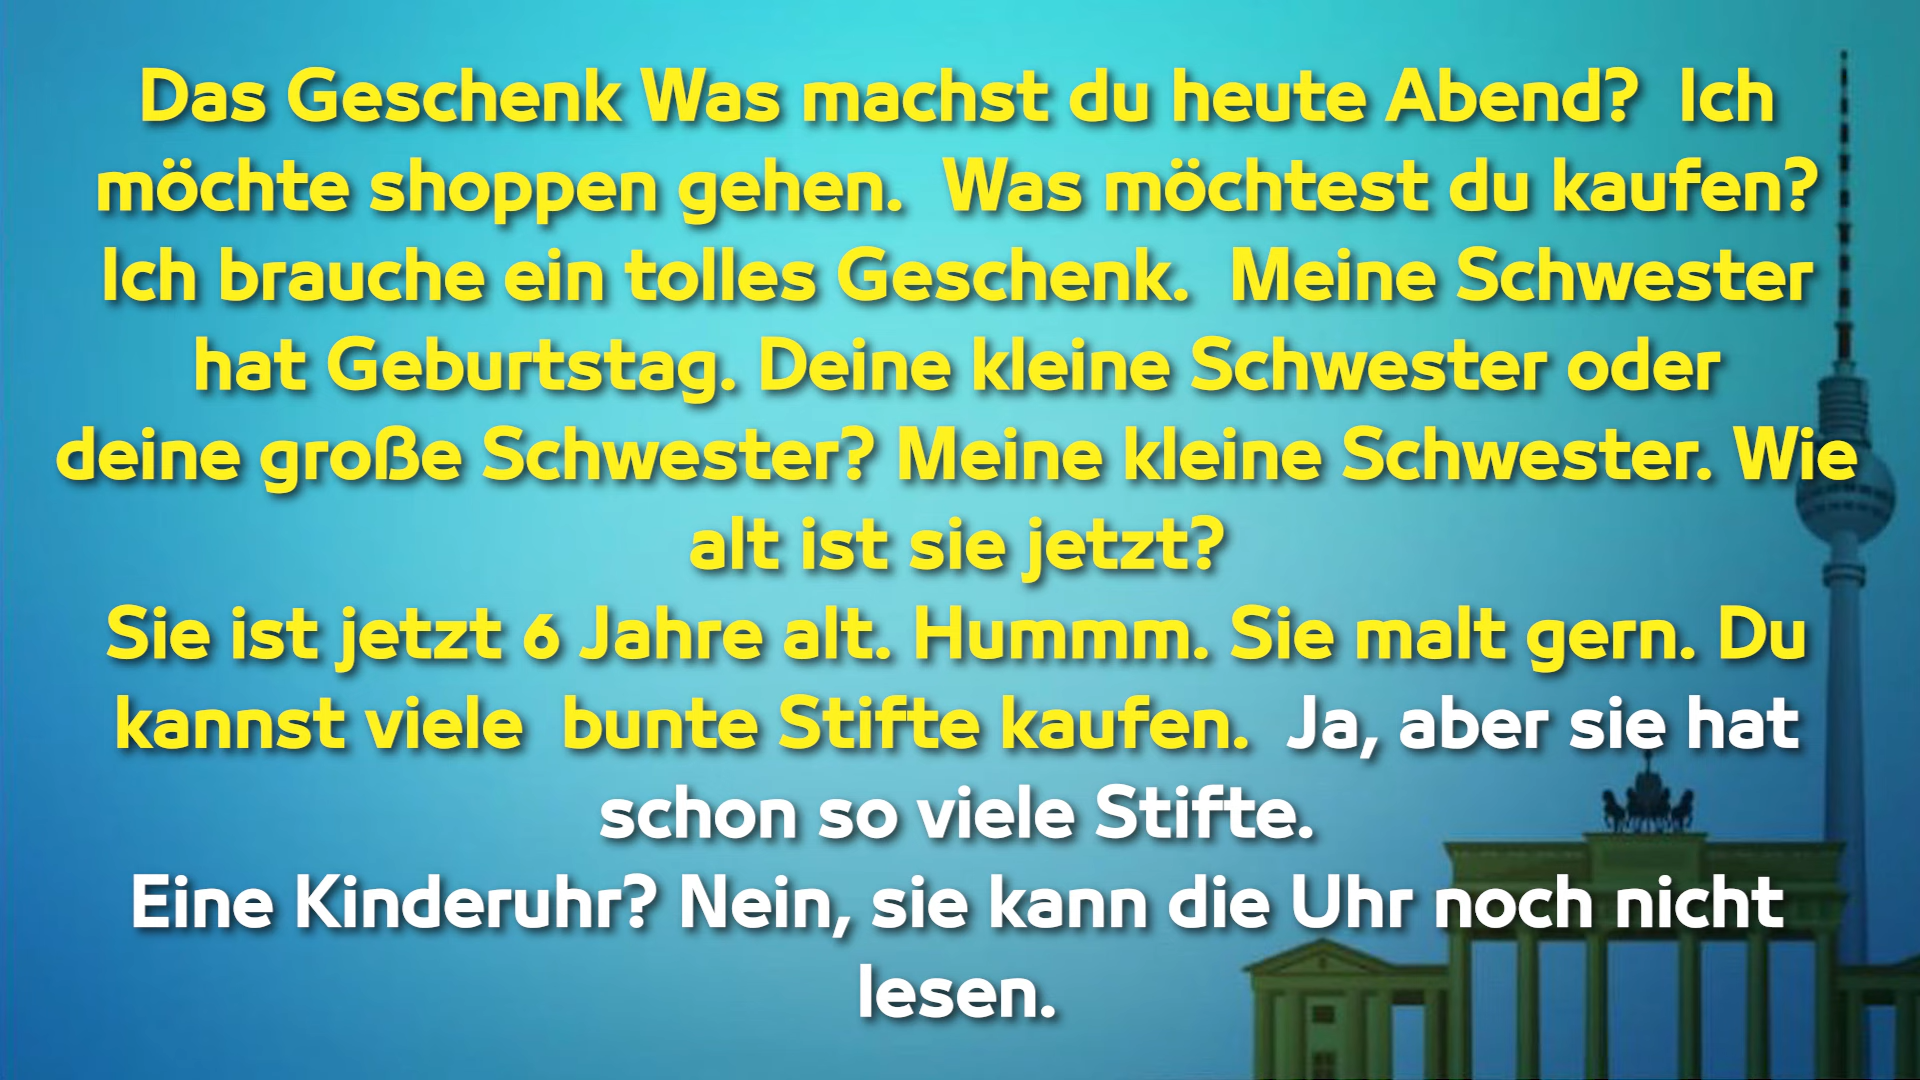 Das Geschenk Was machst du heute Abend?  Ich
möchte shoppen gehen.  Was möchtest du kaufen?
Ich brauche ein tolles Geschenk.  Meine Schwester
hat Geburtstag. Deine kleine Schwester oder
deine große Schwester? Meine kleine Schwester. Wie
alt ist sie jetzt?
Sie ist jetzt 6 Jahre alt. Hummm. Sie malt gern. Du
kannst viele  bunte Stifte kaufen.  Ja, aber sie hat
schon so viele Stifte.
Eine Kinderuhr? Nein, sie kann die Uhr noch nicht
lesen.